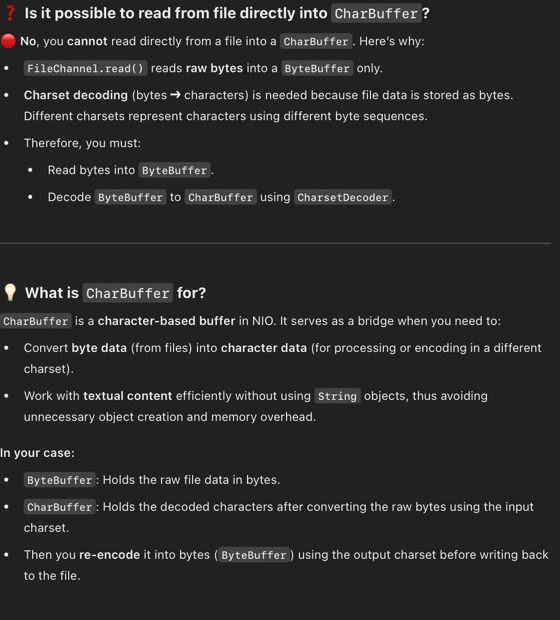 ❓ Is it possible to read from file directly into CharBuffer?
🔴 No, you cannot read directly from a file into a CharBuffer. Here's why:
• FileChannel.read() reads raw bytes into a ByteBuffer only.
• Charset decoding (bytes → characters) is needed because file data is stored as bytes.
Different charsets represent characters using different byte sequences.
• Therefore, you must:
• Read bytes into ByteBuffer.
• Decode ByteBuffer to CharBuffer using CharsetDecoder.
💡 What is CharBuffer for?
CharBuffer is a character-based buffer in NIO. It serves as a bridge when you need to:
• Convert byte data (from files) into character data (for processing or encoding in a different
charset).
• Work with textual content efficiently without using String objects, thus avoiding
unnecessary object creation and memory overhead.
In your case:
• ByteBuffer: Holds the raw file data in bytes.
• CharBuffer: Holds the decoded characters after converting the raw bytes using the input
charset.
• Then you re-encode it into bytes (ByteBuffer) using the output charset before writing back
to the file.